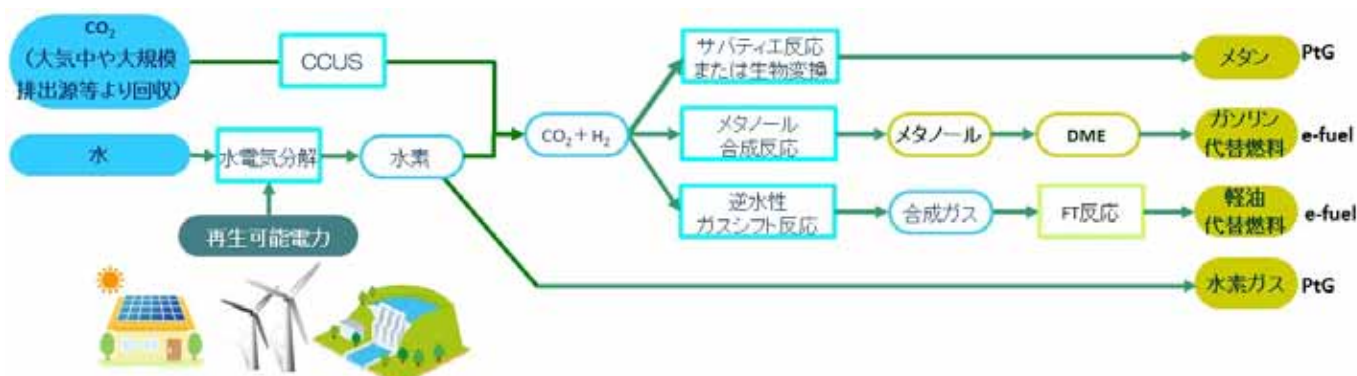 CO₂
(大気中や大規模
排出源等より回収)
CCUS
水
水電気分解
水素
再生可能電力
CO₂+H₂
サバティエ反応
または生物変換
メタン
PtG
メタノール
合成反応
メタノール
DME
ガソリン
代替燃料
e-fuel
逆水性
ガスシフト反応
合成ガス
FT反応
軽油
代替燃料
e-fuel
水素ガス
PtG